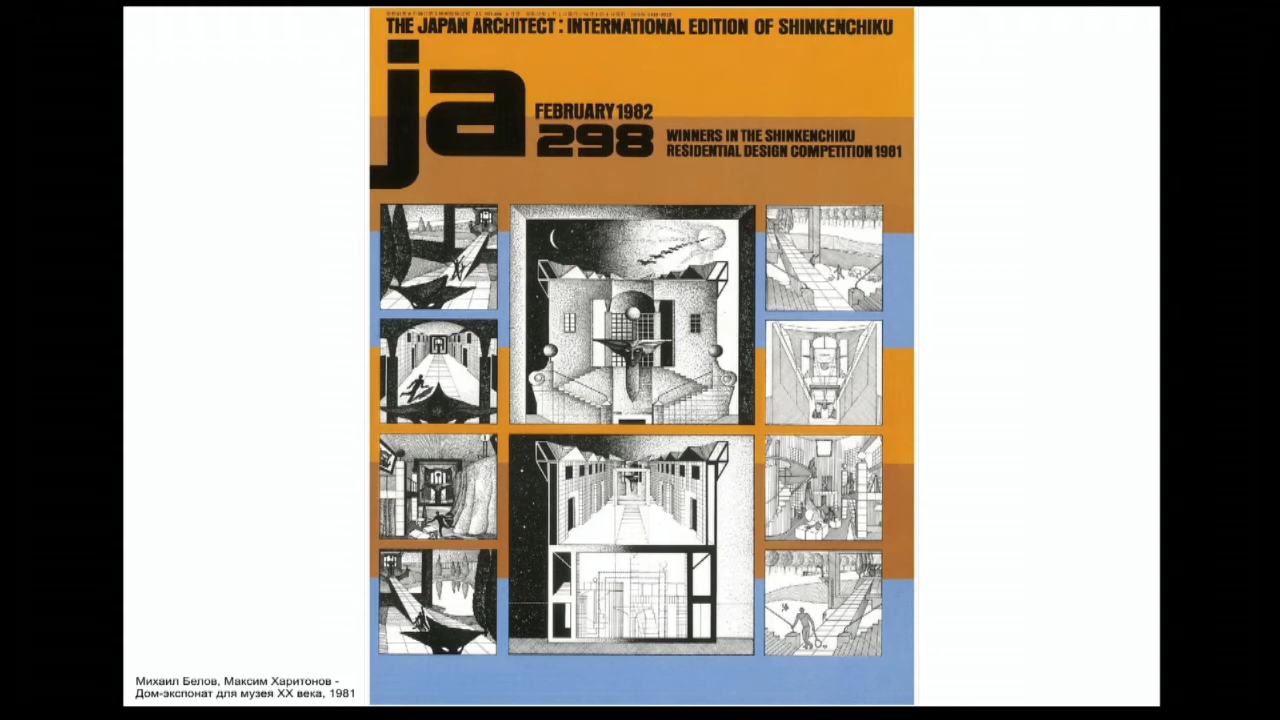 THE JAPAN ARCHITECT: INTERNATIONAL EDITION OF SHINKENCHIKU
ja
FEBRUARY 1982
298
WINNERS IN THE SHINKENCHIKU
RESIDENTIAL DESIGN COMPETITION 1981
Михаил Белов, Максим Харитонов -
Дом-экспонат для музея XX века, 1981